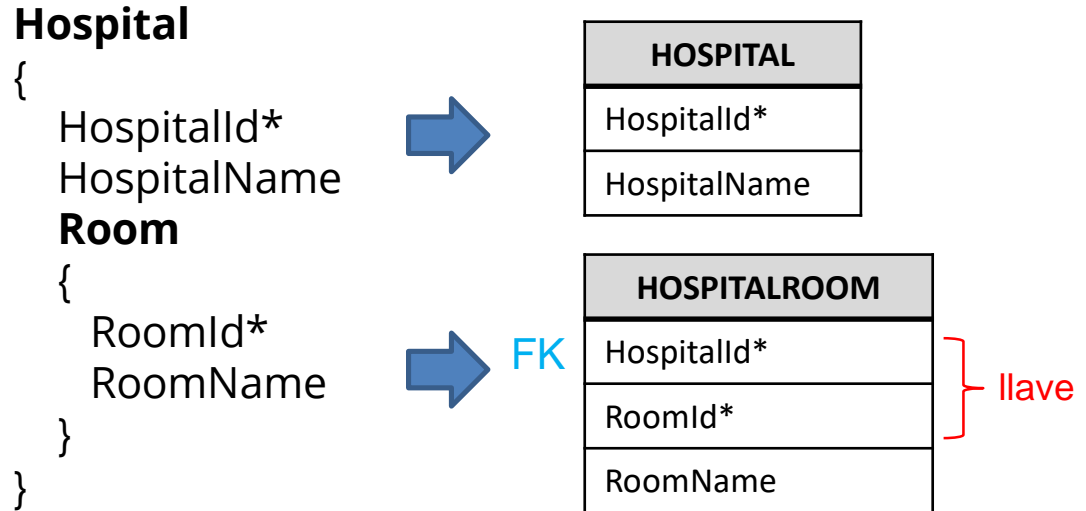 Hospital
{
HospitalId*
HospitalName
Room
{
RoomId*
RoomName
}
}
HOSPITAL
HospitalId*
HospitalName
HOSPITALROOM
FK
HospitalId*
RoomId*
RoomName
llave